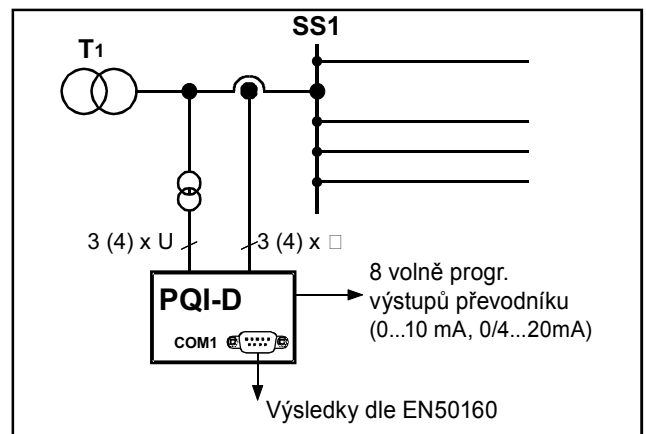 SS1
T1
3 (4) x U
3 (4) x □
8 volně progr.
výstupů převodníku
(0...10 mA, 0/4...20mA)
PQI-D
COM1
Výsledky dle EN50160